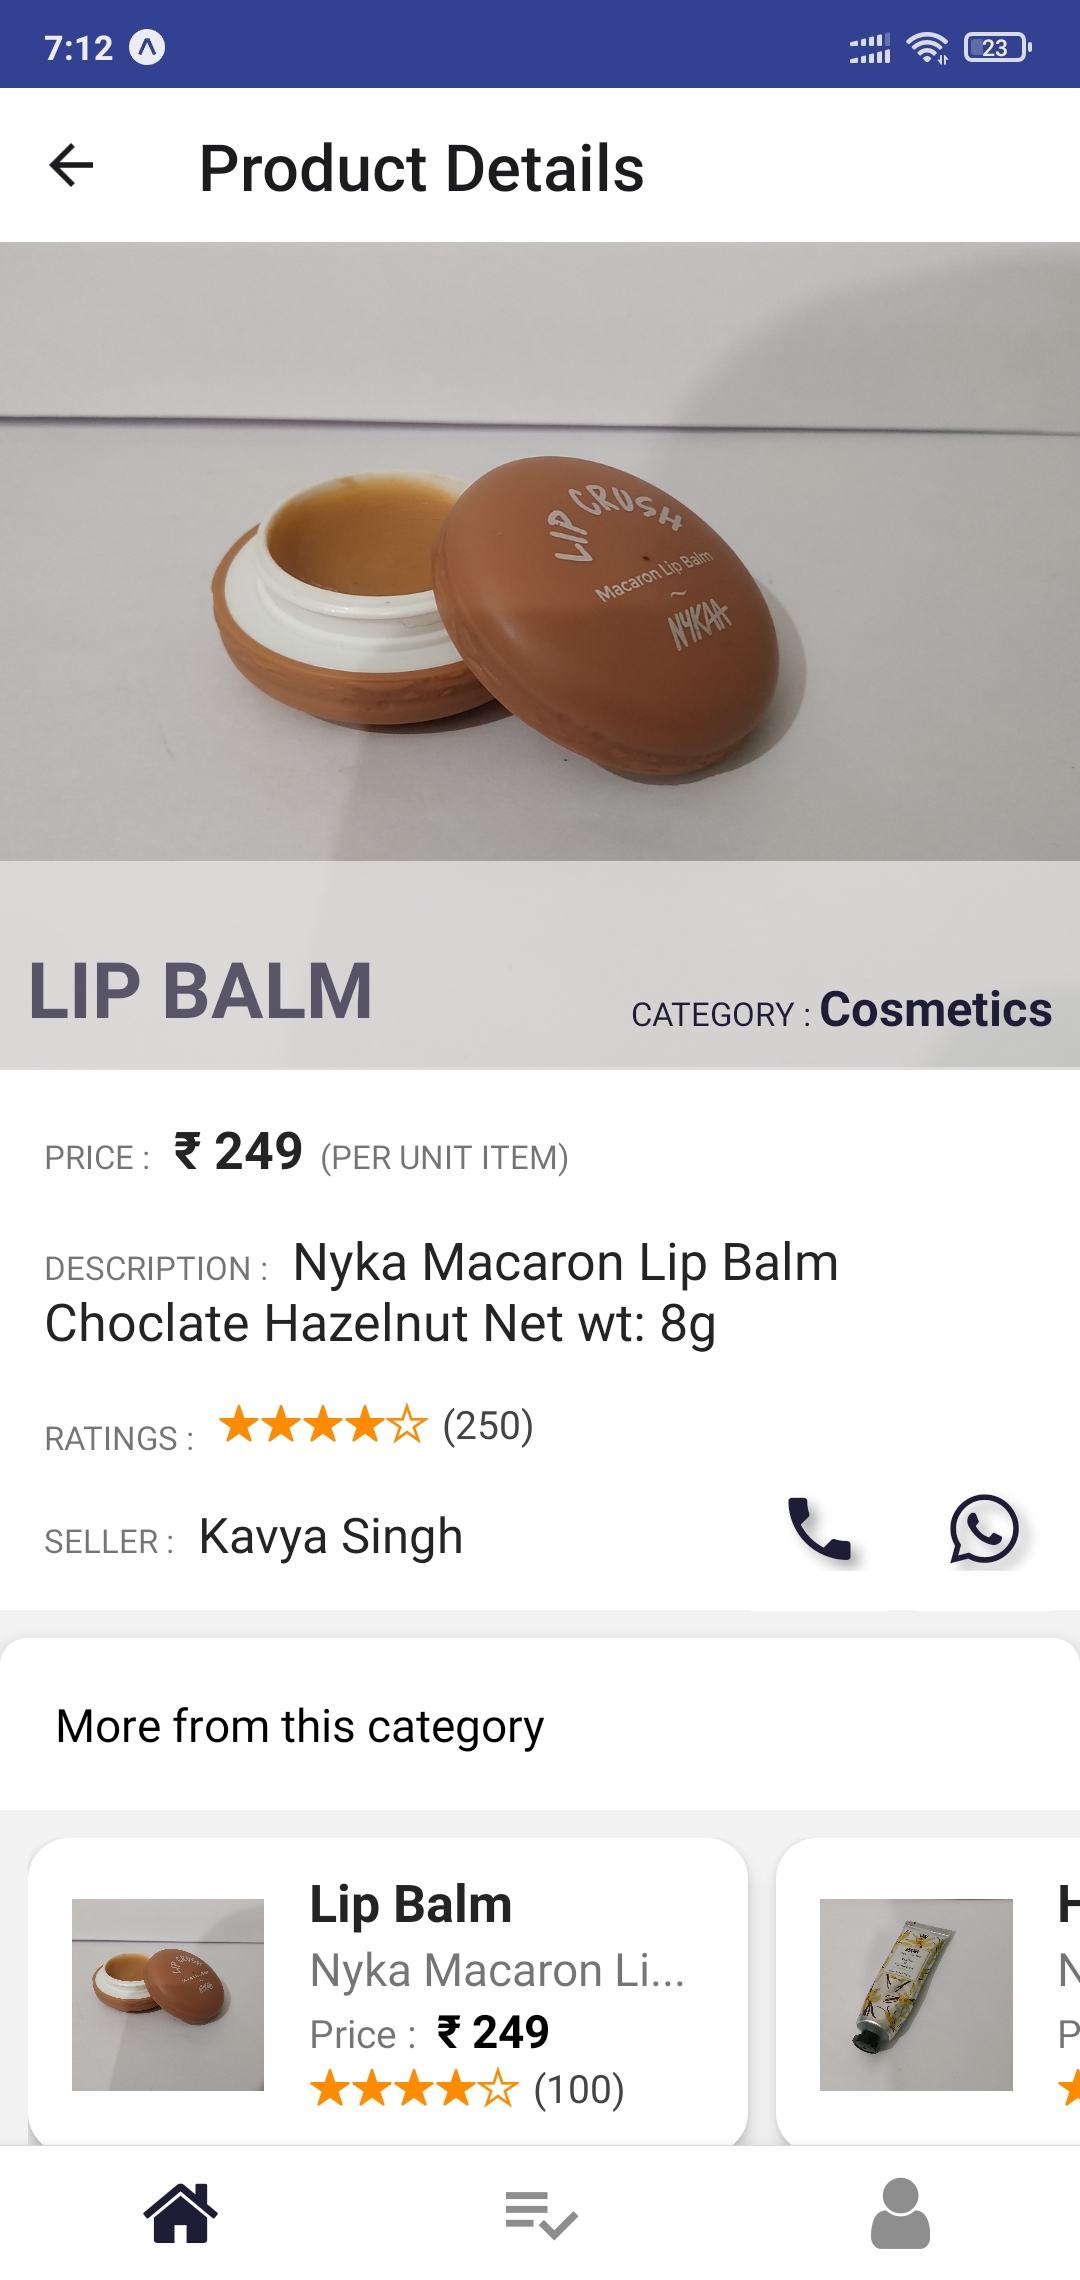 7:12
23
Product Details
LIP CRUSH
Macaron Lip Balm
~
NYKAA
LIP BALM
CATEGORY : Cosmetics
PRICE : ₹ 249 (PER UNIT ITEM)
DESCRIPTION : Nyka Macaron Lip Balm
Choclate Hazelnut Net wt: 8g
RATINGS : ★★★★☆ (250)
SELLER : Kavya Singh
More from this category
Lip Balm
Nyka Macaron Li...
Price : ₹ 249
★★★★☆ (100)